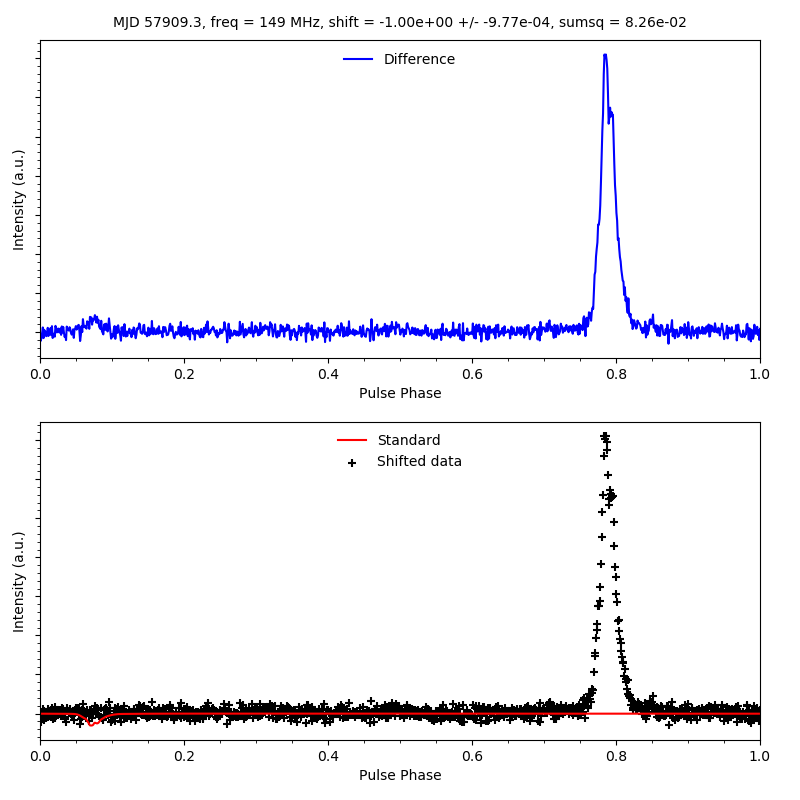 MJD 57909.3, freq = 149 MHz, shift = -1.00e+00 +/- -9.77e-04, sumsq = 8.26e-02
Difference
Intensity (a.u.)
0.0 0.2 0.4 0.6 0.8 1.0
Pulse Phase
Standard
Shifted data
Intensity (a.u.)
0.0 0.2 0.4 0.6 0.8 1.0
Pulse Phase